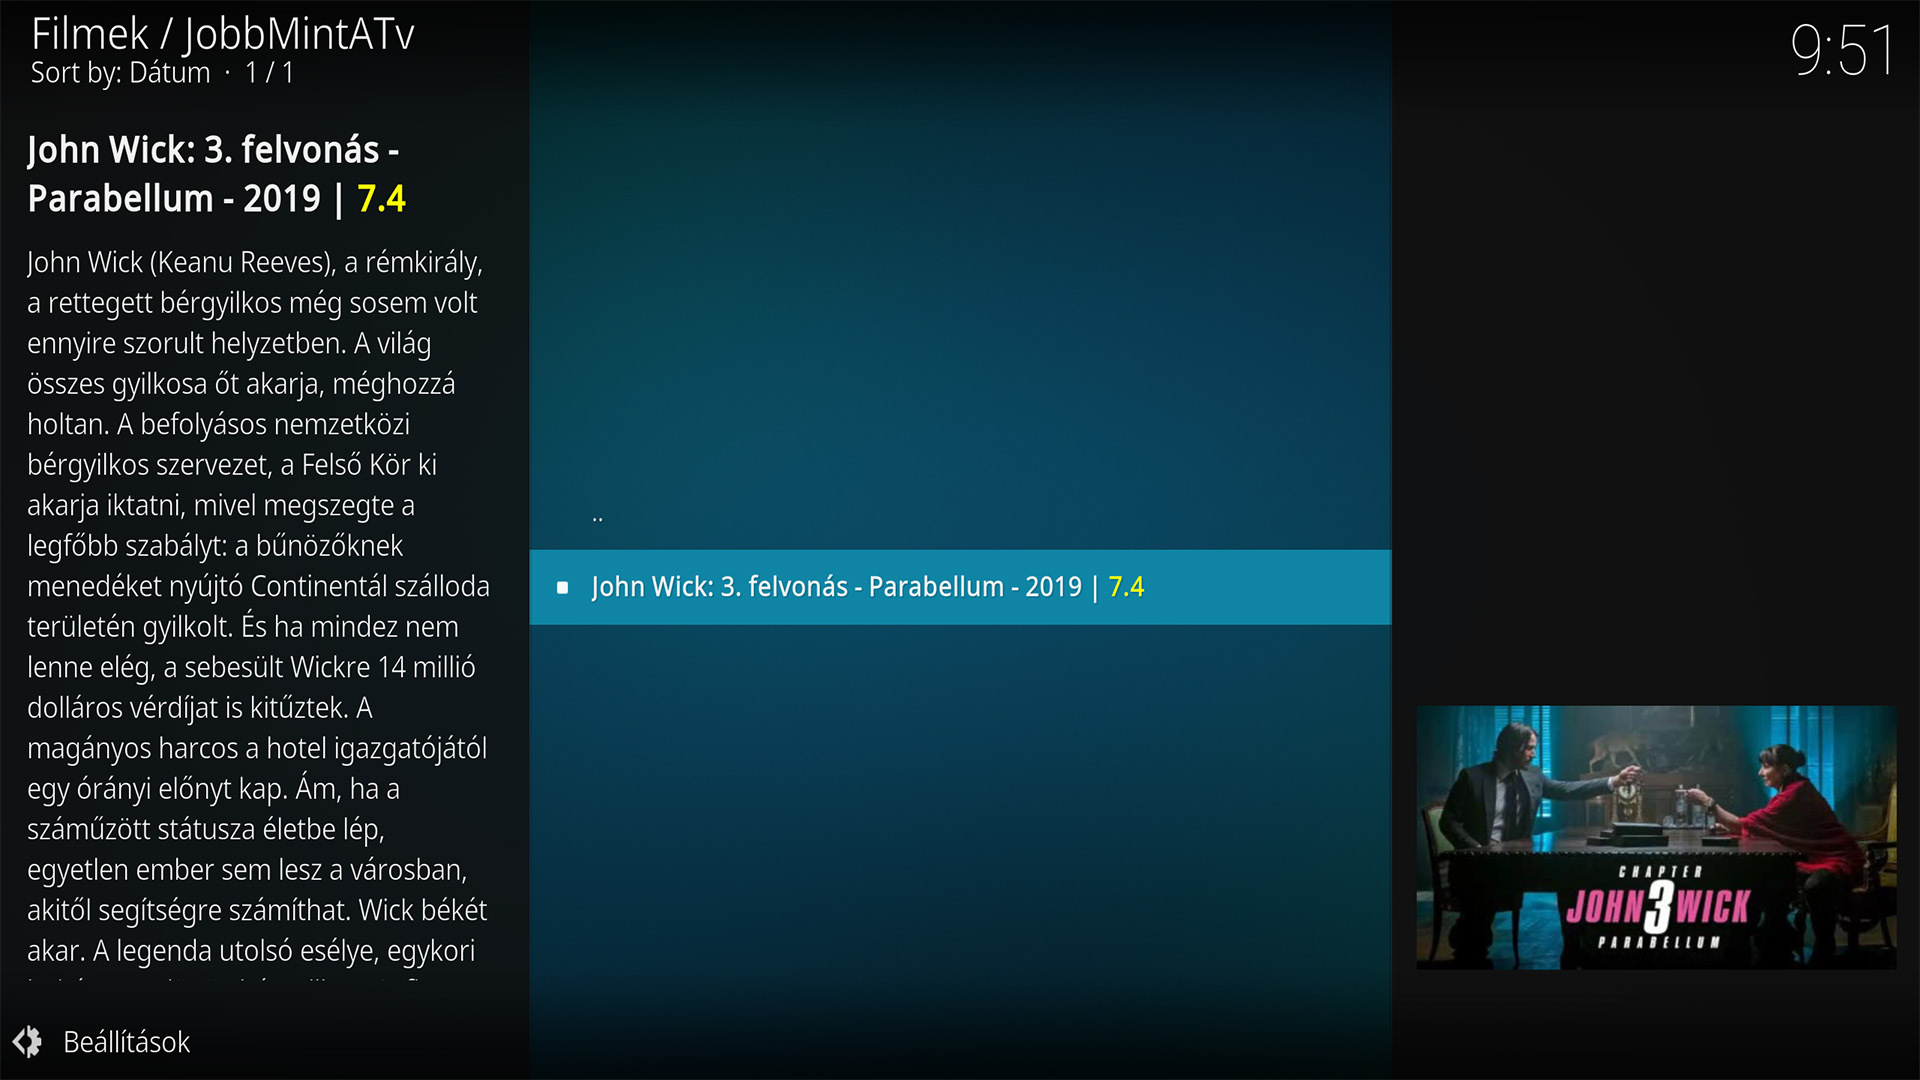 Filmek / JobbMintATv
Sort by: Dátum · 1 / 1
9:51
John Wick: 3. felvonás -
Parabellum - 2019 | 7.4
John Wick (Keanu Reeves), a rémkirály,
a rettegett bérgyilkos még sosem volt
ennyire szorult helyzetben. A világ
összes gyilkosa őt akarja, méghozzá
holtan. A befolyásos nemzetközi
bérgyilkos szervezet, a Felső Kör ki
akarja iktatni, mivel megszegte a
legfőbb szabályt: a bűnözőknek
menedéket nyújtó Continentál szálloda
területén gyilkolt. És ha mindez nem
lenne elég, a sebesült Wickre 14 millió
dolláros vérdíjat is kitűztek. A
magányos harcos a hotel igazgatójától
egy órányi előnyt kap. Ám, ha a
száműzött státusza életbe lép,
egyetlen ember sem lesz a városban,
akitől segítségre számíthat. Wick békét
akar. A legenda utolsó esélye, egykori
Beállítások
..
John Wick: 3. felvonás - Parabellum - 2019 | 7.4
CHAPTER
JOHN 3 WICK
PARABELLUM